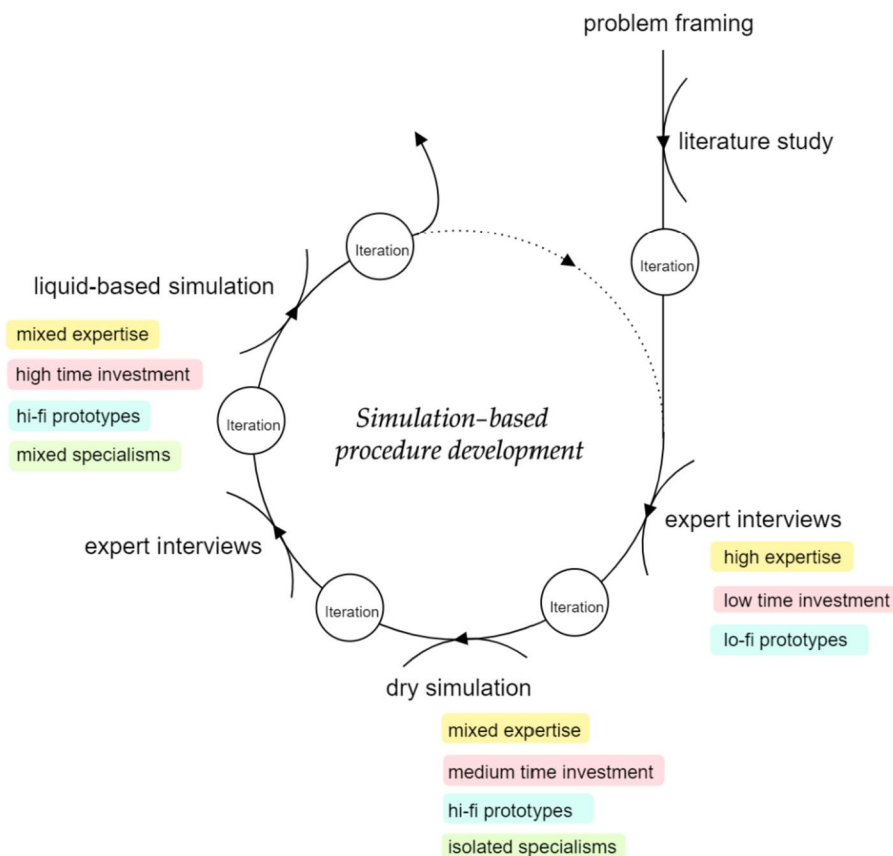 problem framing
literature study
Iteration
Iteration
liquid-based simulation
mixed expertise
high time investment
hi-fi prototypes
mixed specialisms
Iteration
Simulation–based
procedure development
expert interviews
high expertise
low time investment
lo-fi prototypes
expert interviews
Iteration
Iteration
dry simulation
mixed expertise
medium time investment
hi-fi prototypes
isolated specialisms